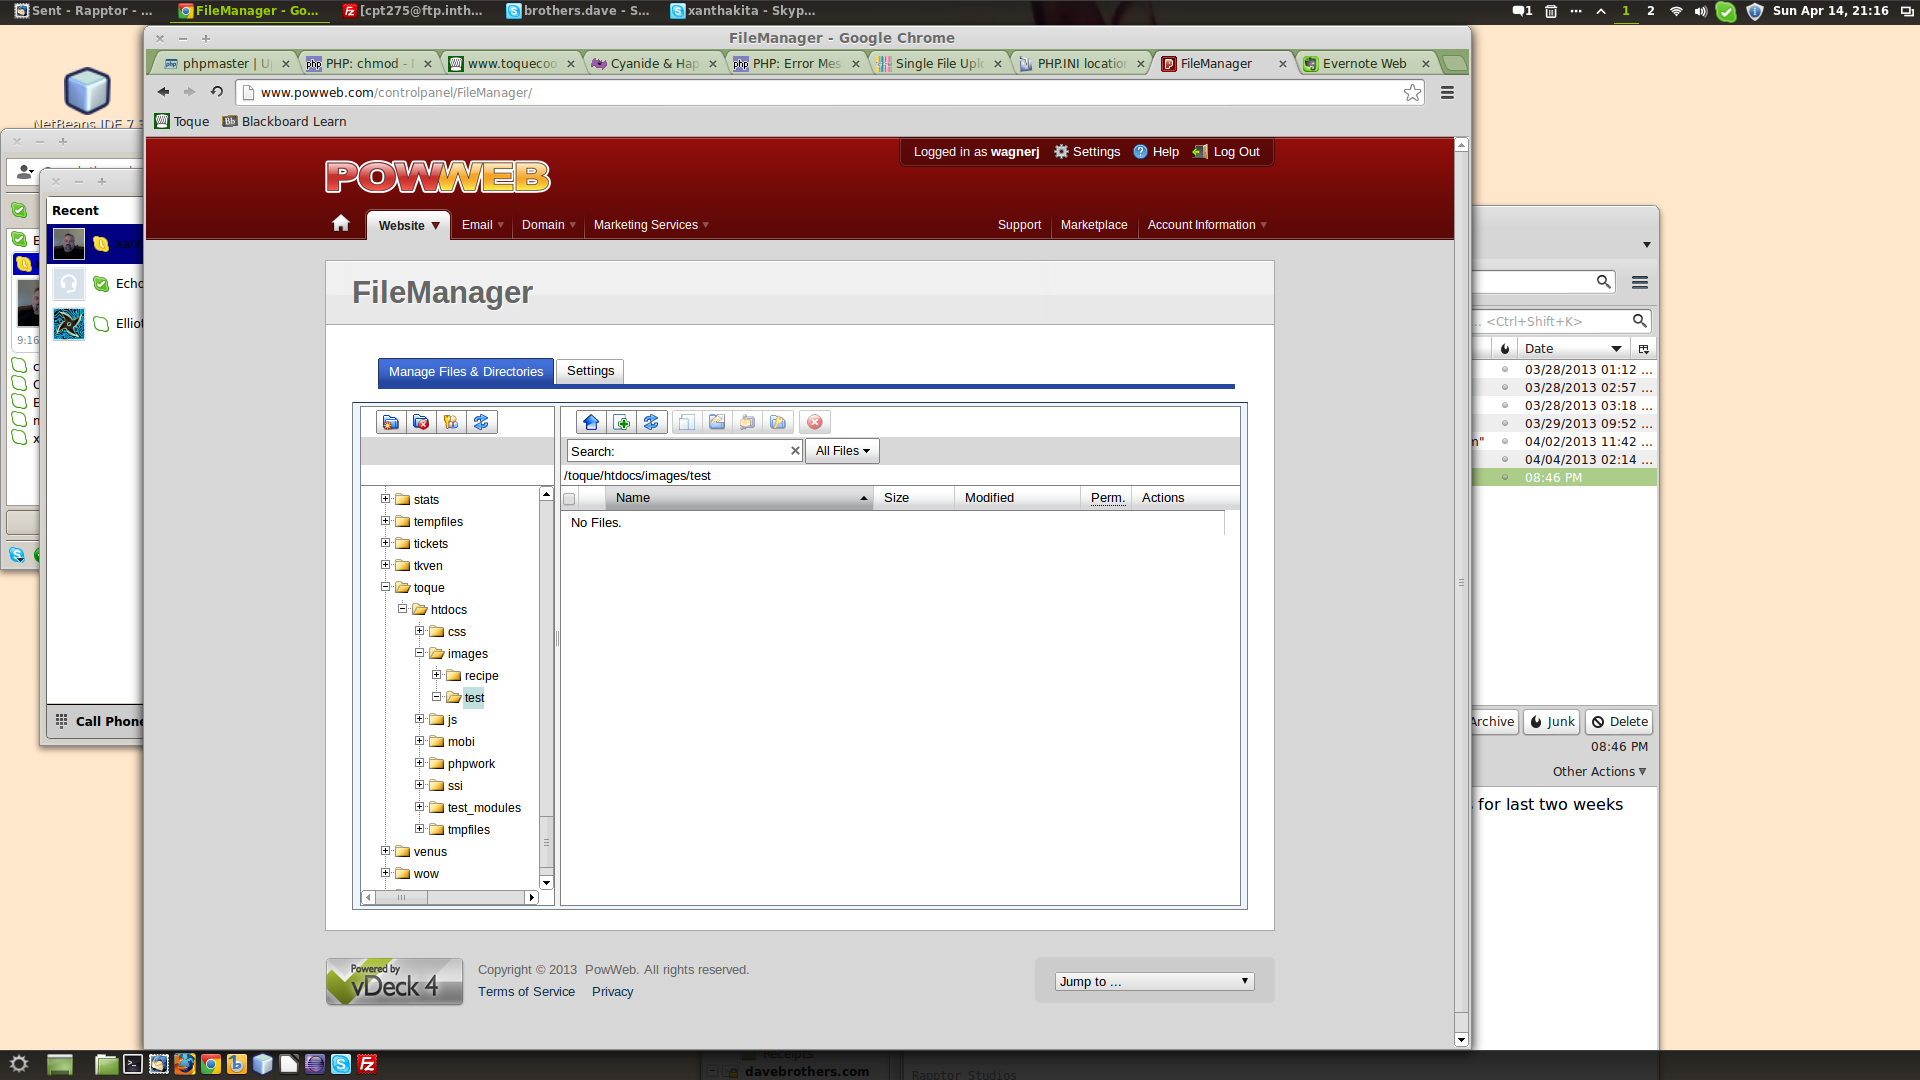 Sent - Rapptor - ...
FileManager - Go...
[cpt275@ftp.inth...
brothers.dave - S...
xanthakita - Skyp...
1
1
2
Sun Apr 14, 21:16
FileManager - Google Chrome
phpmaster | U
PHP: chmod -
www.toquecoo
Cyanide & Hap
PHP: Error Mes
Single File Uplo
PHP.INI location
FileManager
Evernote Web
www.powweb.com/controlpanel/FileManager/
Toque
Bb Blackboard Learn
NetBeans IDE 7.
Recent
Echo
Elliot
9:16
Call Phone
POWWEB
Logged in as wagnerj
Settings
Help
Log Out
Website
Email
Domain
Marketing Services
Support
Marketplace
Account Information
FileManager
Manage Files & Directories
Settings
Search:
All Files
/toque/htdocs/images/test
Name
Size
Modified
Perm.
Actions
No Files.
stats
tempfiles
tickets
tkven
toque
htdocs
css
images
recipe
test
js
mobi
phpwork
ssi
test_modules
tmpfiles
venus
wow
Powered by
vDeck 4
Copyright © 2013 PowWeb. All rights reserved.
Terms of Service
Privacy
Jump to ...
... <Ctrl+Shift+K>
Date
03/28/2013 01:12 ...
03/28/2013 02:57 ...
03/28/2013 03:18 ...
03/29/2013 09:52 ...
04/02/2013 11:42 ...
04/04/2013 02:14 ...
08:46 PM
Archive
Junk
Delete
08:46 PM
Other Actions
for last two weeks
receipts
davebrothers.com
Rapptor Studios